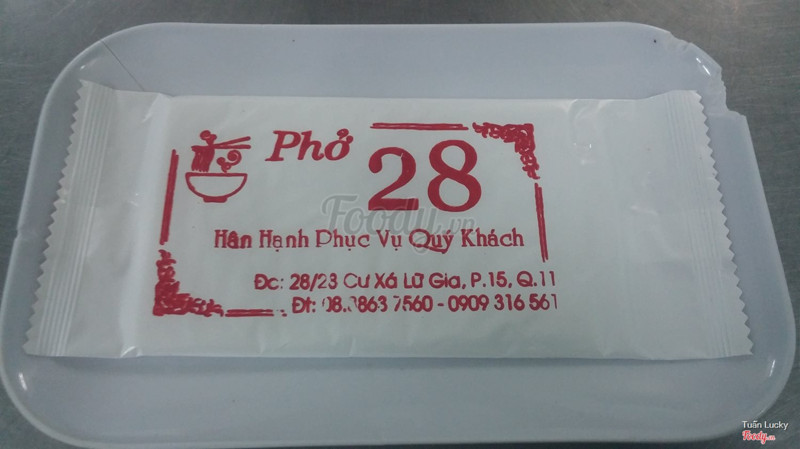 Phở
28
Foody.vn
Hân Hạnh Phục Vụ Quý Khách
Đc: 28/23 Cư Xá Lữ Gia, P.15, Q.11
Đt: 08.3863 7560 - 0909 316 561
Tuấn Lucky
Foody.vn